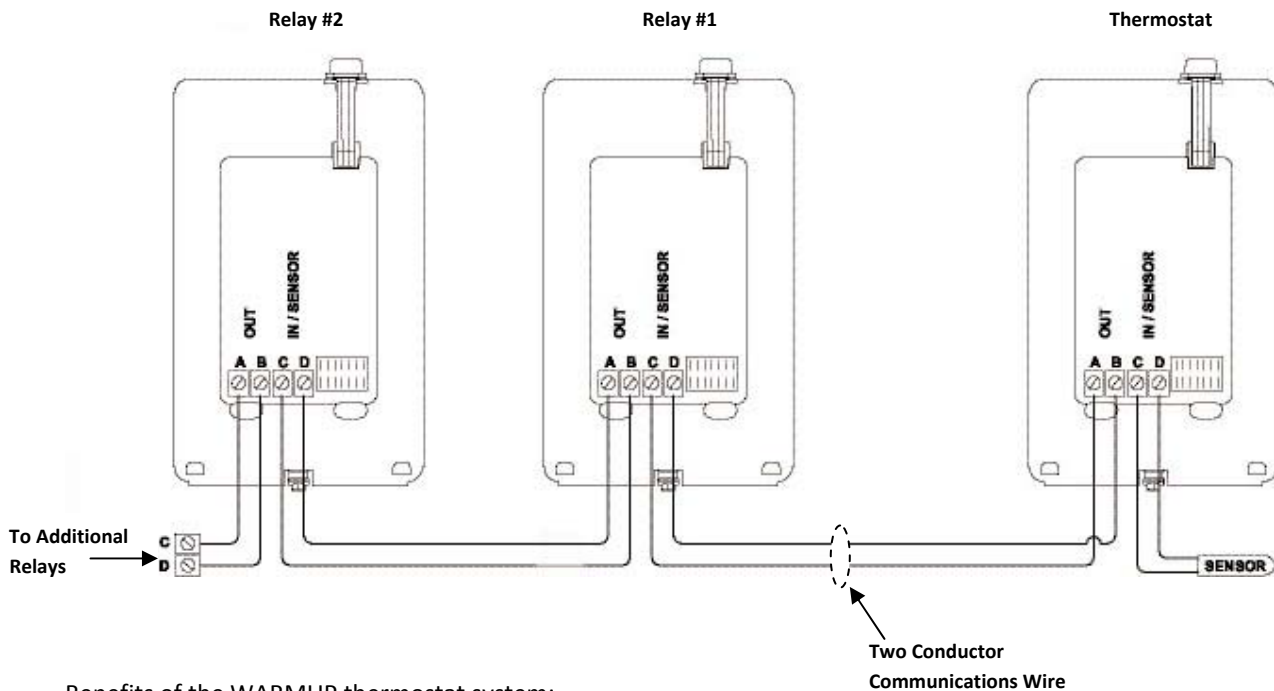 Relay #2
Relay #1
Thermostat
OUT
IN / SENSOR
A B C D
OUT
IN / SENSOR
A B C D
OUT
IN / SENSOR
A B C D
To Additional
Relays
C
D
SENSOR
Two Conductor
Communications Wire
Benefits of the WARMUP thermostat system: